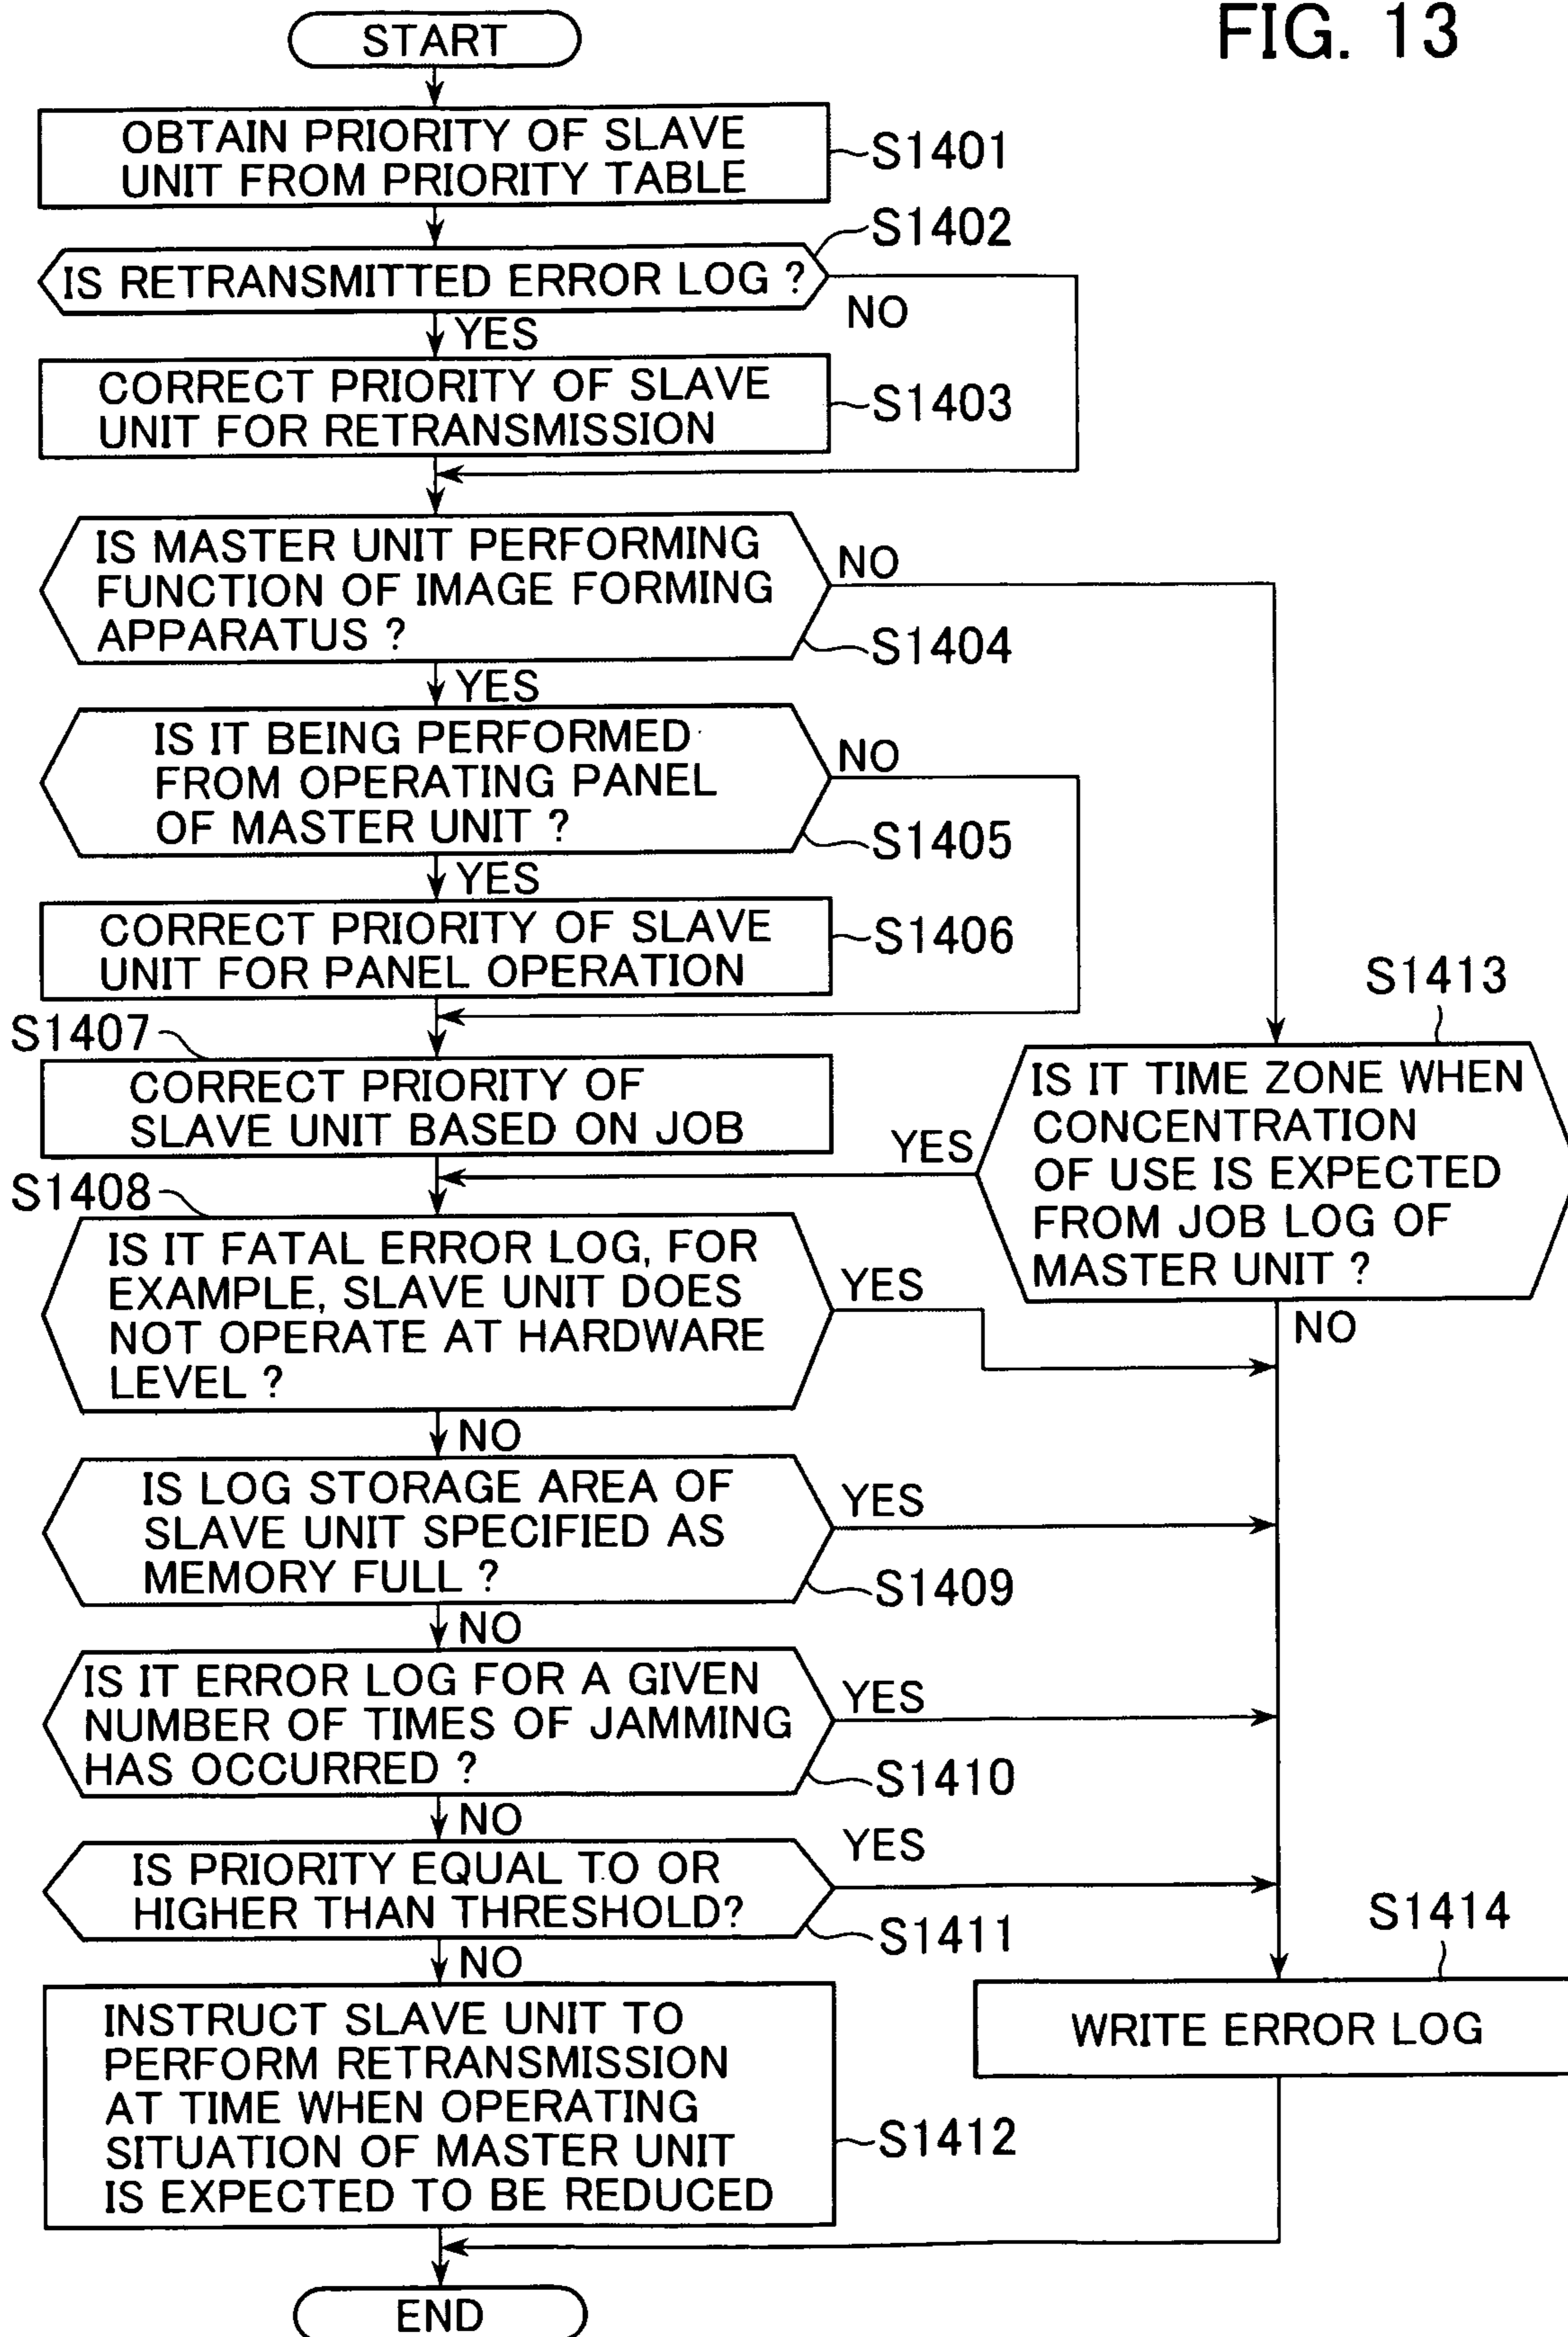 FIG. 13
START
OBTAIN PRIORITY OF SLAVE
UNIT FROM PRIORITY TABLE
S1401
S1402
IS RETRANSMITTED ERROR LOG ?
NO
YES
CORRECT PRIORITY OF SLAVE
UNIT FOR RETRANSMISSION
S1403
IS MASTER UNIT PERFORMING
FUNCTION OF IMAGE FORMING
APPARATUS ?
NO
S1404
YES
IS IT BEING PERFORMED
FROM OPERATING PANEL
OF MASTER UNIT ?
NO
S1405
YES
CORRECT PRIORITY OF SLAVE
UNIT FOR PANEL OPERATION
S1406
S1407
CORRECT PRIORITY OF
SLAVE UNIT BASED ON JOB
S1413
IS IT TIME ZONE WHEN
CONCENTRATION
OF USE IS EXPECTED
FROM JOB LOG OF
MASTER UNIT ?
YES
NO
S1408
IS IT FATAL ERROR LOG, FOR
EXAMPLE, SLAVE UNIT DOES
NOT OPERATE AT HARDWARE
LEVEL ?
YES
NO
IS LOG STORAGE AREA OF
SLAVE UNIT SPECIFIED AS
MEMORY FULL ?
YES
S1409
NO
IS IT ERROR LOG FOR A GIVEN
NUMBER OF TIMES OF JAMMING
HAS OCCURRED ?
YES
S1410
NO
IS PRIORITY EQUAL TO OR
HIGHER THAN THRESHOLD?
YES
S1411
NO
INSTRUCT SLAVE UNIT TO
PERFORM RETRANSMISSION
AT TIME WHEN OPERATING
SITUATION OF MASTER UNIT
IS EXPECTED TO BE REDUCED
S1412
S1414
WRITE ERROR LOG
END